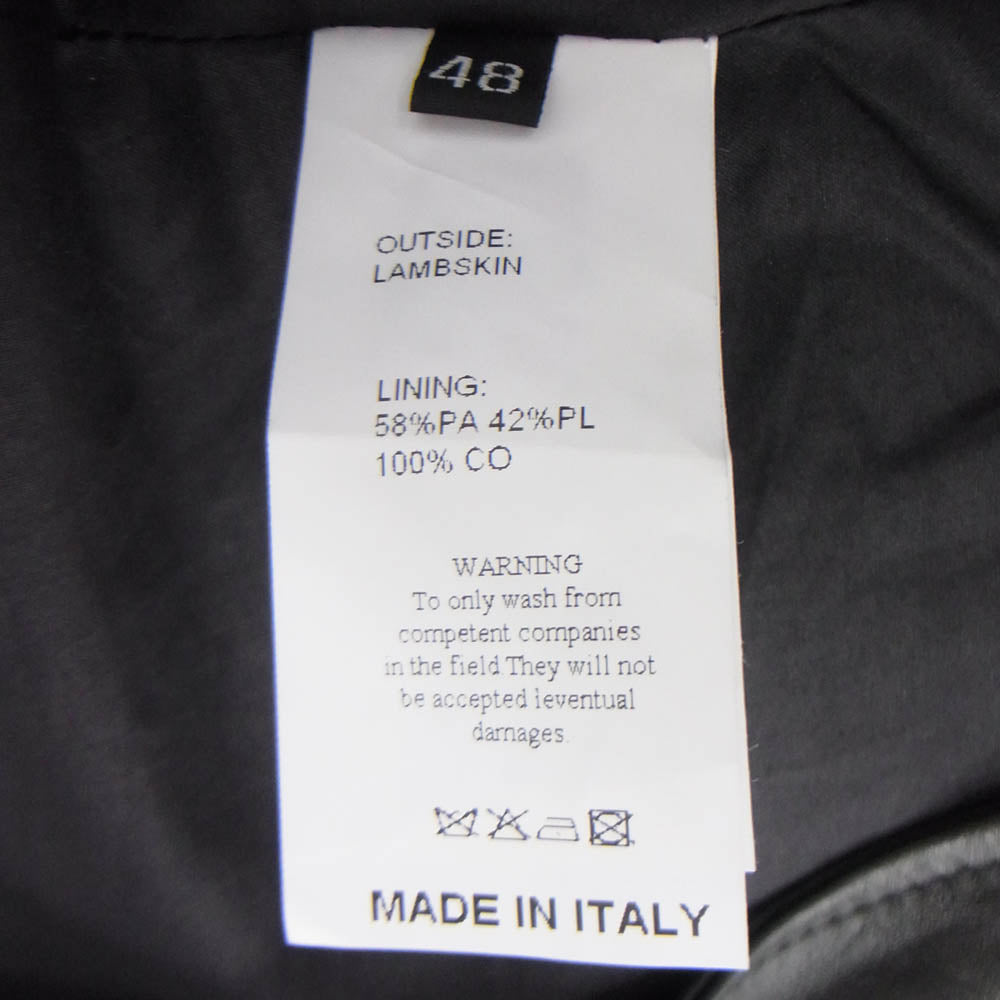 48
OUTSIDE:
LAMBSKIN
LINING:
58%PA 42%PL
100% CO
WARNING
To only wash from
competent companies
in the field.They will not
be accepted ieventual
damages.
MADE IN ITALY